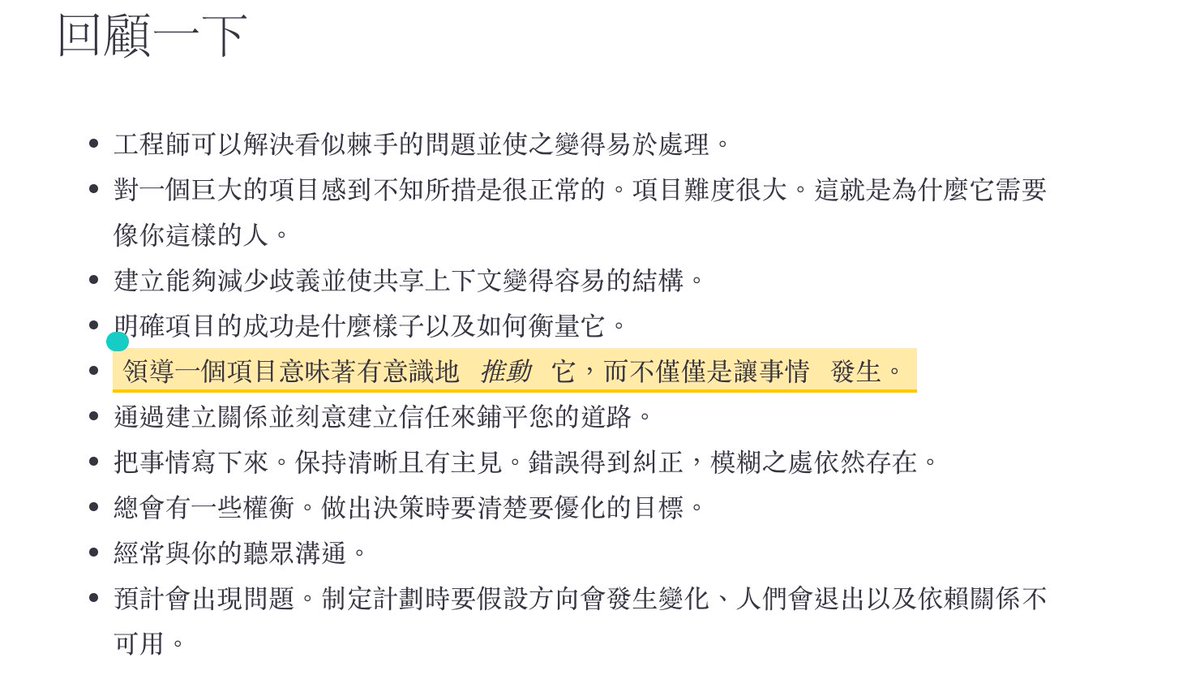 回顧一下
• 工程師可以解決看似棘手的問題並使之變得易於處理。
• 對一個巨大的項目感到不知所措是很正常的。項目難度很大。這就是為什麼它需要
像你這樣的人。
• 建立能夠減少歧義並使共享上下文變得容易的結構。
• 明確項目的成功是什麼樣子以及如何衡量它。
• 領導一個項目意味著有意識地 推動 它，而不僅僅是讓事情 發生。
• 通過建立關係並刻意建立信任來鋪平您的道路。
• 把事情寫下來。保持清晰且有主見。錯誤得到糾正，模糊之處依然存在。
• 總會有一些權衡。做出決策時要清楚要優化的目標。
• 經常與你的聽眾溝通。
• 預計會出現問題。制定計劃時要假設方向會發生變化、人們會退出以及依賴關係不
可用。